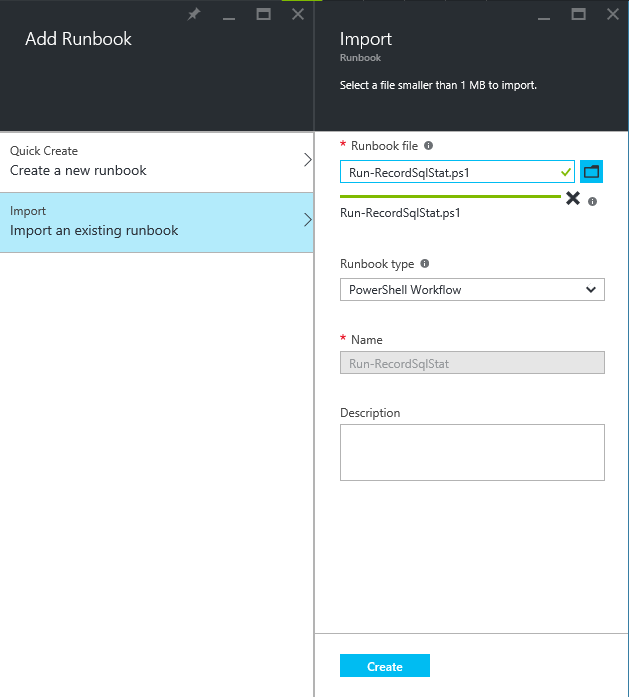 Add Runbook
Quick Create
Create a new runbook
Import
Import an existing runbook
Import
Runbook
Select a file smaller than 1 MB to import.
* Runbook file
Run-RecordSqlStat.ps1
Run-RecordSqlStat.ps1
Runbook type
PowerShell Workflow
* Name
Run-RecordSqlStat
Description
Create